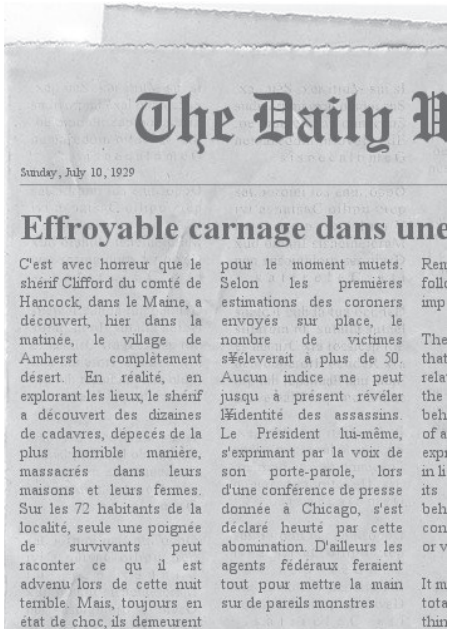 The Daily
Sunday, July 10, 1929
Effroyable carnage dans une
C'est avec horreur que le
shérif Clifford du comté de
Hancock, dans le Maine, a
découvert, hier dans la
matinée, le village de
Amherst complètement
désert. En réalité, en
explorant les lieux, le shérif
a découvert des dizaines
de cadavres, dépecés de la
plus horrible manière,
massacrés dans leurs
maisons et leurs fermes.
Sur les 72 habitants de la
localité, seule une poignée
de survivants peut
raconter ce qu il est
advenu lors de cette nuit
terrible. Mais, toujours en
état de choc, ils demeurent
pour le moment muets.
Selon les premières
estimations des coroners
envoyés sur place, le
nombre de victimes
s¥éleverait à plus de 50.
Aucun indice ne peut
jusqu à présent révéler
l¥identité des assassins.
Le Président lui-même,
s'exprimant par la voix de
son porte-parole, lors
d'une conférence de presse
donnée à Chicago, s'est
déclaré heurté par cette
abomination. D'ailleurs les
agents fédéraux feraient
tout pour mettre la main
sur de pareils monstres
the
of a
its
or v